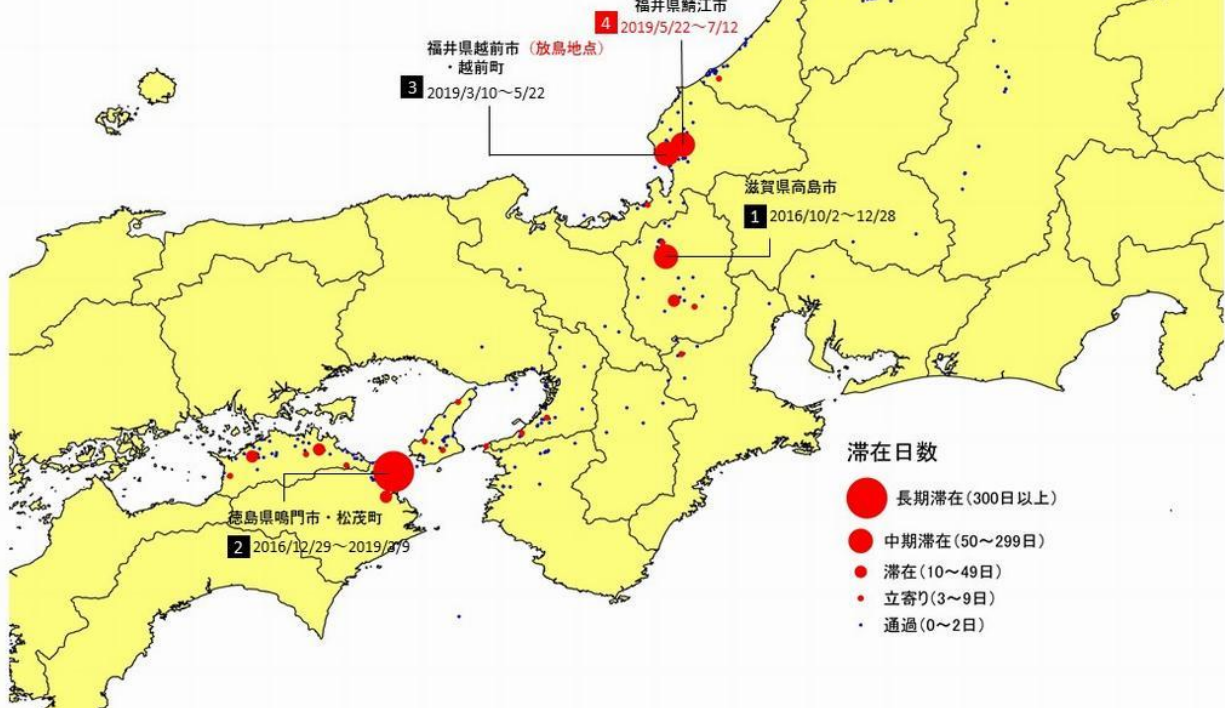 福井県鯖江市
4 2019/5/22～7/12
福井県越前市（放鳥地点）
・越前町
3 2019/3/10～5/22
滋賀県高島市
1 2016/10/2～12/28
徳島県鳴門市・松茂町
2 2016/12/29～2019/3/9
滞在日数
長期滞在(300日以上)
中期滞在(50～299日)
滞在(10～49日)
立寄り(3～9日)
通過(0～2日)